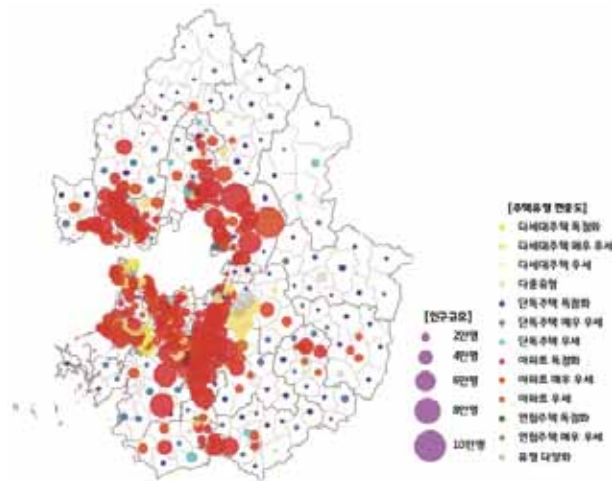 [주택유형 편중도]
다세대주택 독점화
다세대주택 매우 우세
다세대주택 우세
다중유형
단독주택 독점화
단독주택 매우 우세
단독주택 우세
아파트 독점화
아파트 매우 우세
아파트 우세
연립주택 독점화
연립주택 매우 우세
유형 다양화
[인구규모]
2만명
4만명
6만명
8만명
10만명